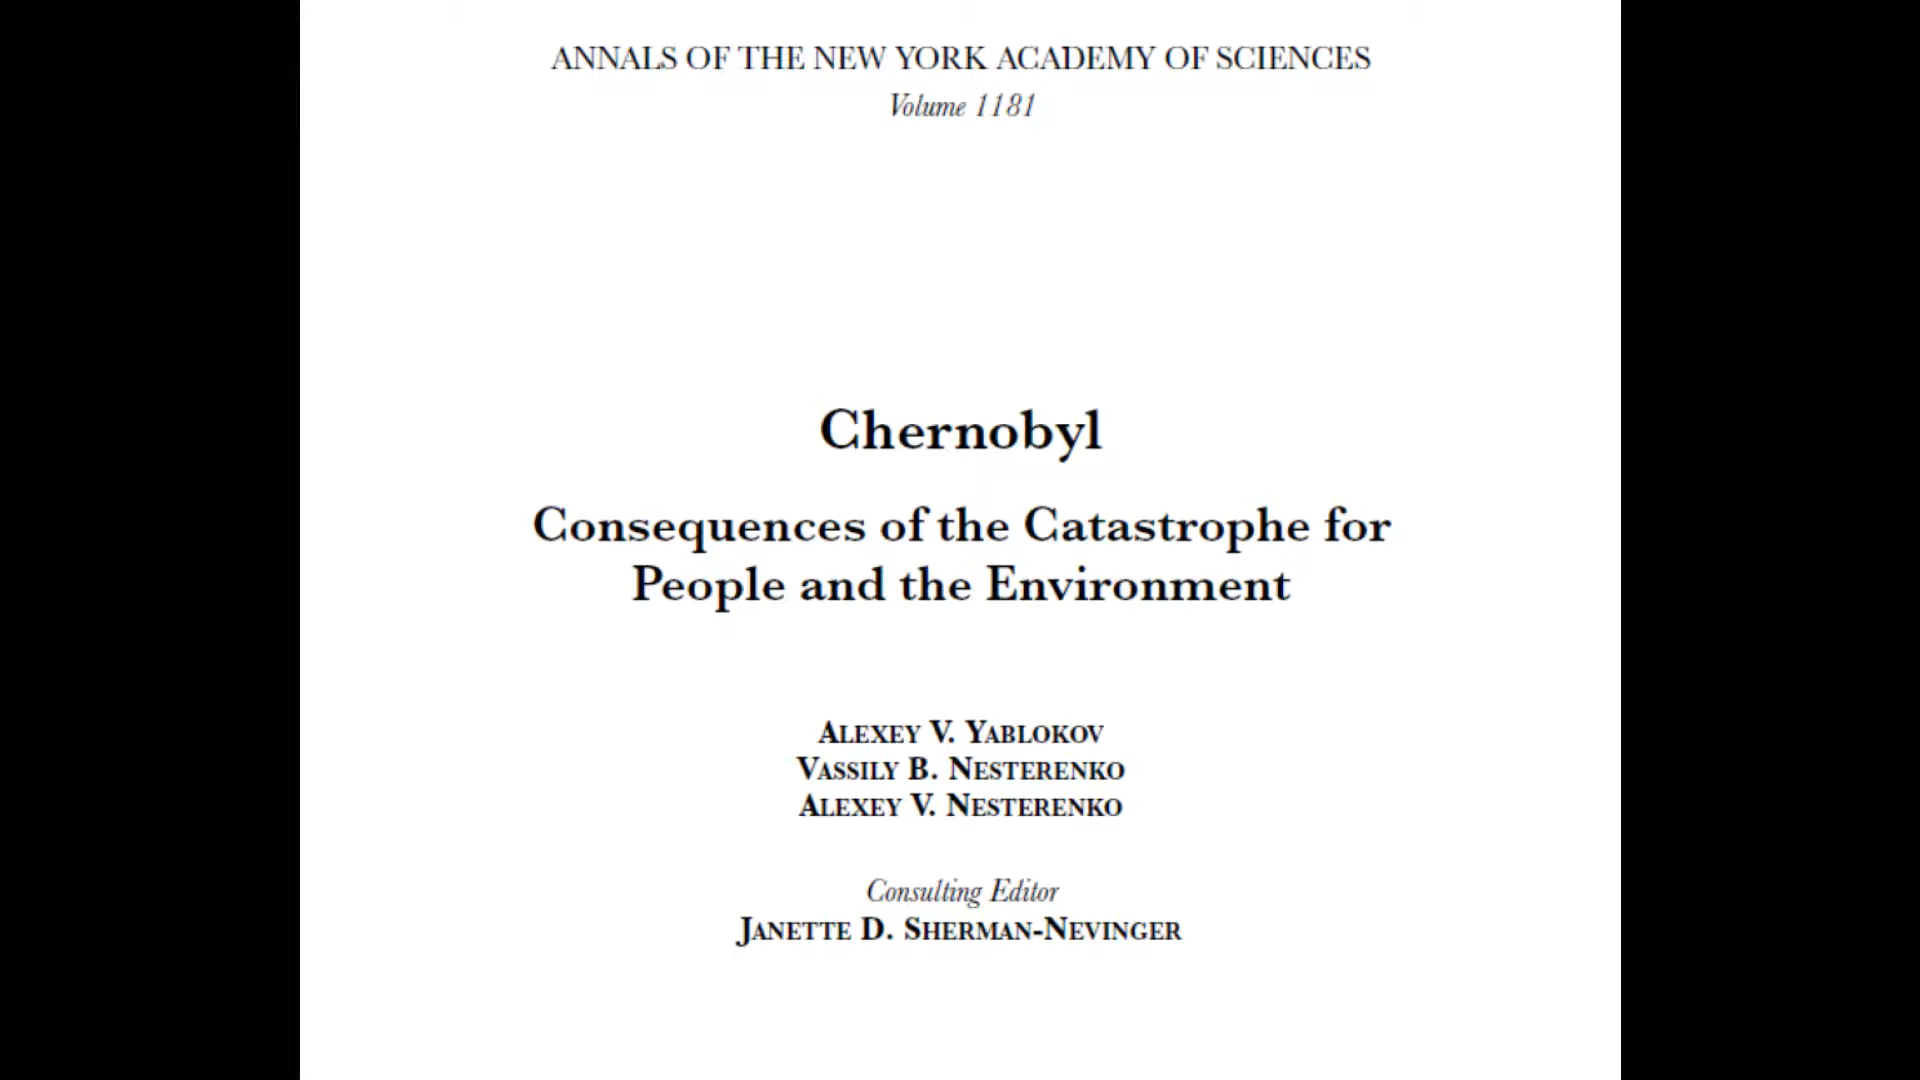 ANNALS OF THE NEW YORK ACADEMY OF SCIENCES
Volume 1181
Chernobyl
Consequences of the Catastrophe for
People and the Environment
ALEXEY V. YABLOKOV
VASSILY B. NESTERENKO
ALEXEY V. NESTERENKO
Consulting Editor
JANETTE D. SHERMAN-NEVINGER